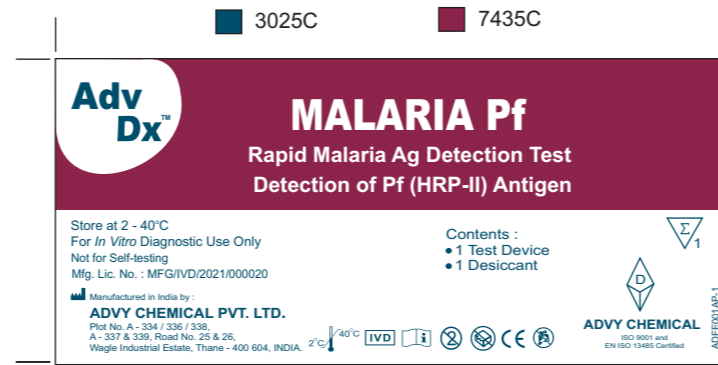 3025C
7435C
Adv
Dx™
MALARIA Pf
Rapid Malaria Ag Detection Test
Detection of Pf (HRP-II) Antigen
Store at 2 - 40°C
For In Vitro Diagnostic Use Only
Not for Self-testing
Mfg. Lic. No. : MFG/IVD/2021/000020
Manufactured in India by :
ADVY CHEMICAL PVT. LTD.
Plot No. A - 334 / 336 / 338,
A - 337 & 339, Road No. 25 & 26,
Wagle Industrial Estate, Thane - 400 604, INDIA.
2°C
40°C
IVD
i
2
CE
Contents :
• 1 Test Device
• 1 Desiccant
Σ
1
D
ADVY CHEMICAL
ISO 9001 and
EN ISO 13485 Certified
ADFE001AP-1